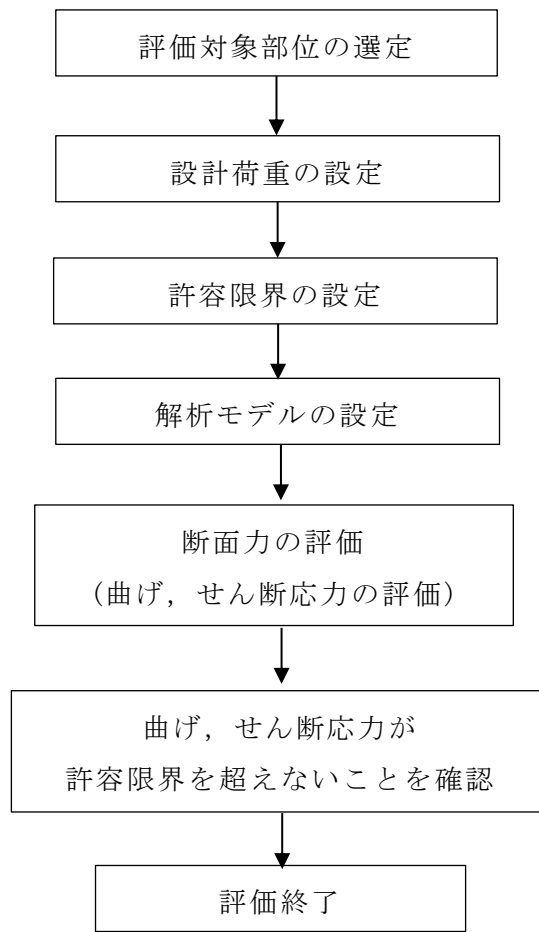 評価対象部位の選定
設計荷重の設定
許容限界の設定
解析モデルの設定
断面力の評価
(曲げ，せん断応力の評価)
曲げ，せん断応力が
許容限界を超えないことを確認
評価終了